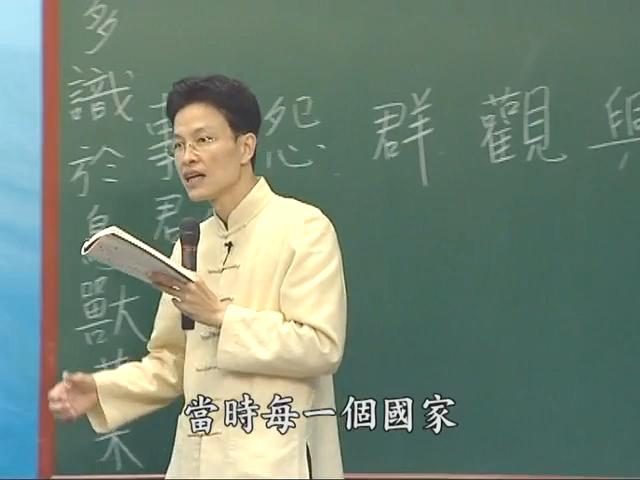 觀
群
怨
事君
多識於鳥獸草木
當時每一個國家